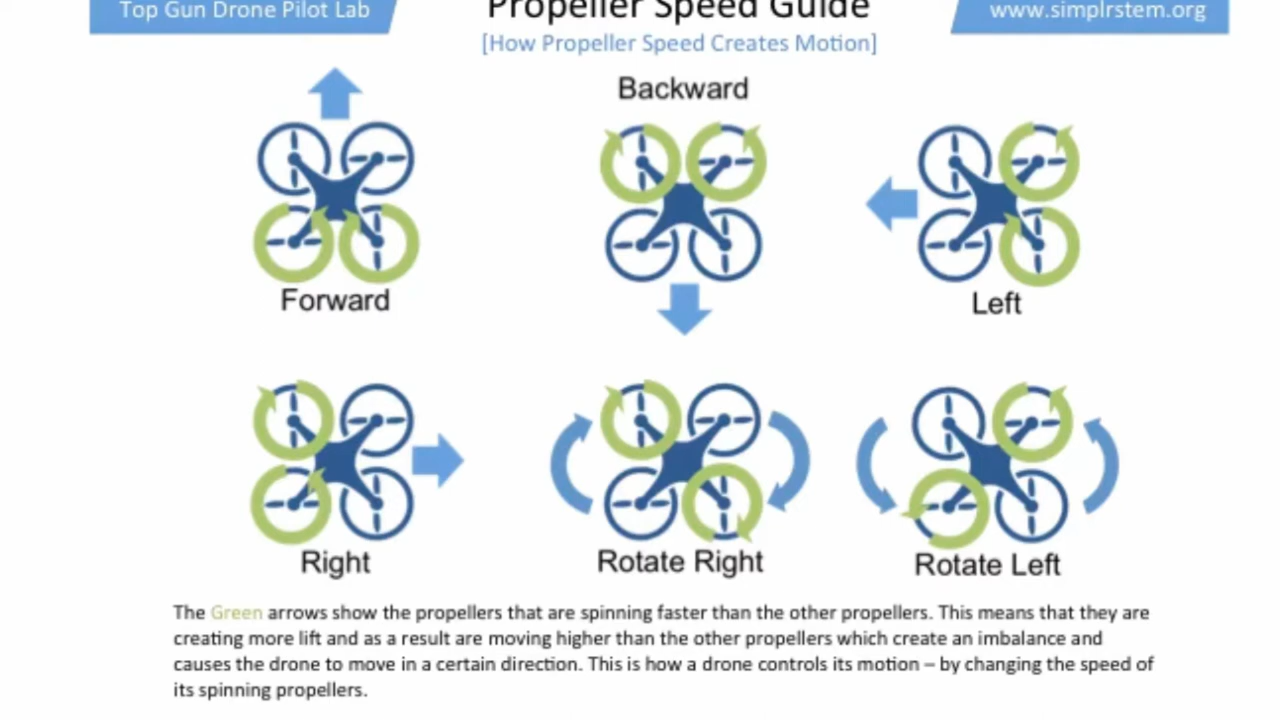 Top Gun Drone Pilot Lab
Propeller Speed Guide
www.simplrstem.org
[How Propeller Speed Creates Motion]
Backward
Forward
Left
Right
Rotate Right
Rotate Left
The Green arrows show the propellers that are spinning faster than the other propellers. This means that they are
creating more lift and as a result are moving higher than the other propellers which create an imbalance and
causes the drone to move in a certain direction. This is how a drone controls its motion – by changing the speed of
its spinning propellers.